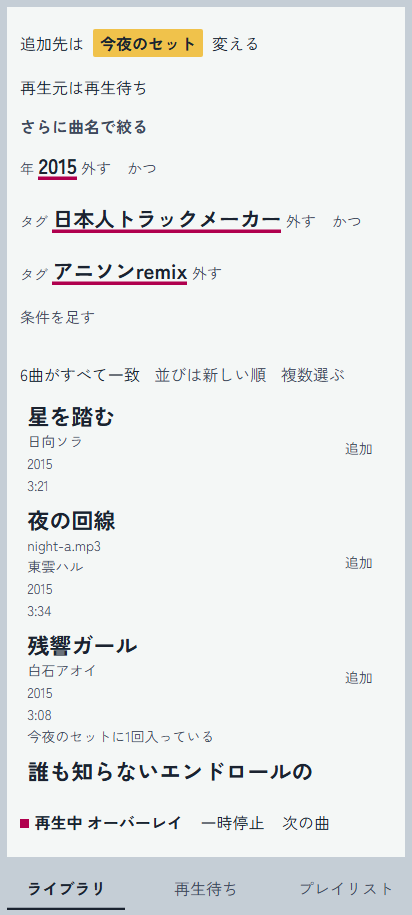 追加先は 今夜のセット 変える
再生元は再生待ち
さらに曲名で絞る
年 2015 外す かつ
タグ 日本人トラックメーカー 外す かつ
タグ アニソンremix 外す
条件を足す
6曲がすべて一致 並びは新しい順 複数選ぶ
星を踏む
日向ソラ
追加
2015
3:21
夜の回線
night-a.mp3
東雲ハル
追加
2015
3:34
残響ガール
白石アオイ
追加
2015
3:08
今夜のセットに1回入っている
誰も知らないエンドロールの
再生中 オーバーレイ 一時停止 次の曲
ライブラリ 再生待ち プレイリスト